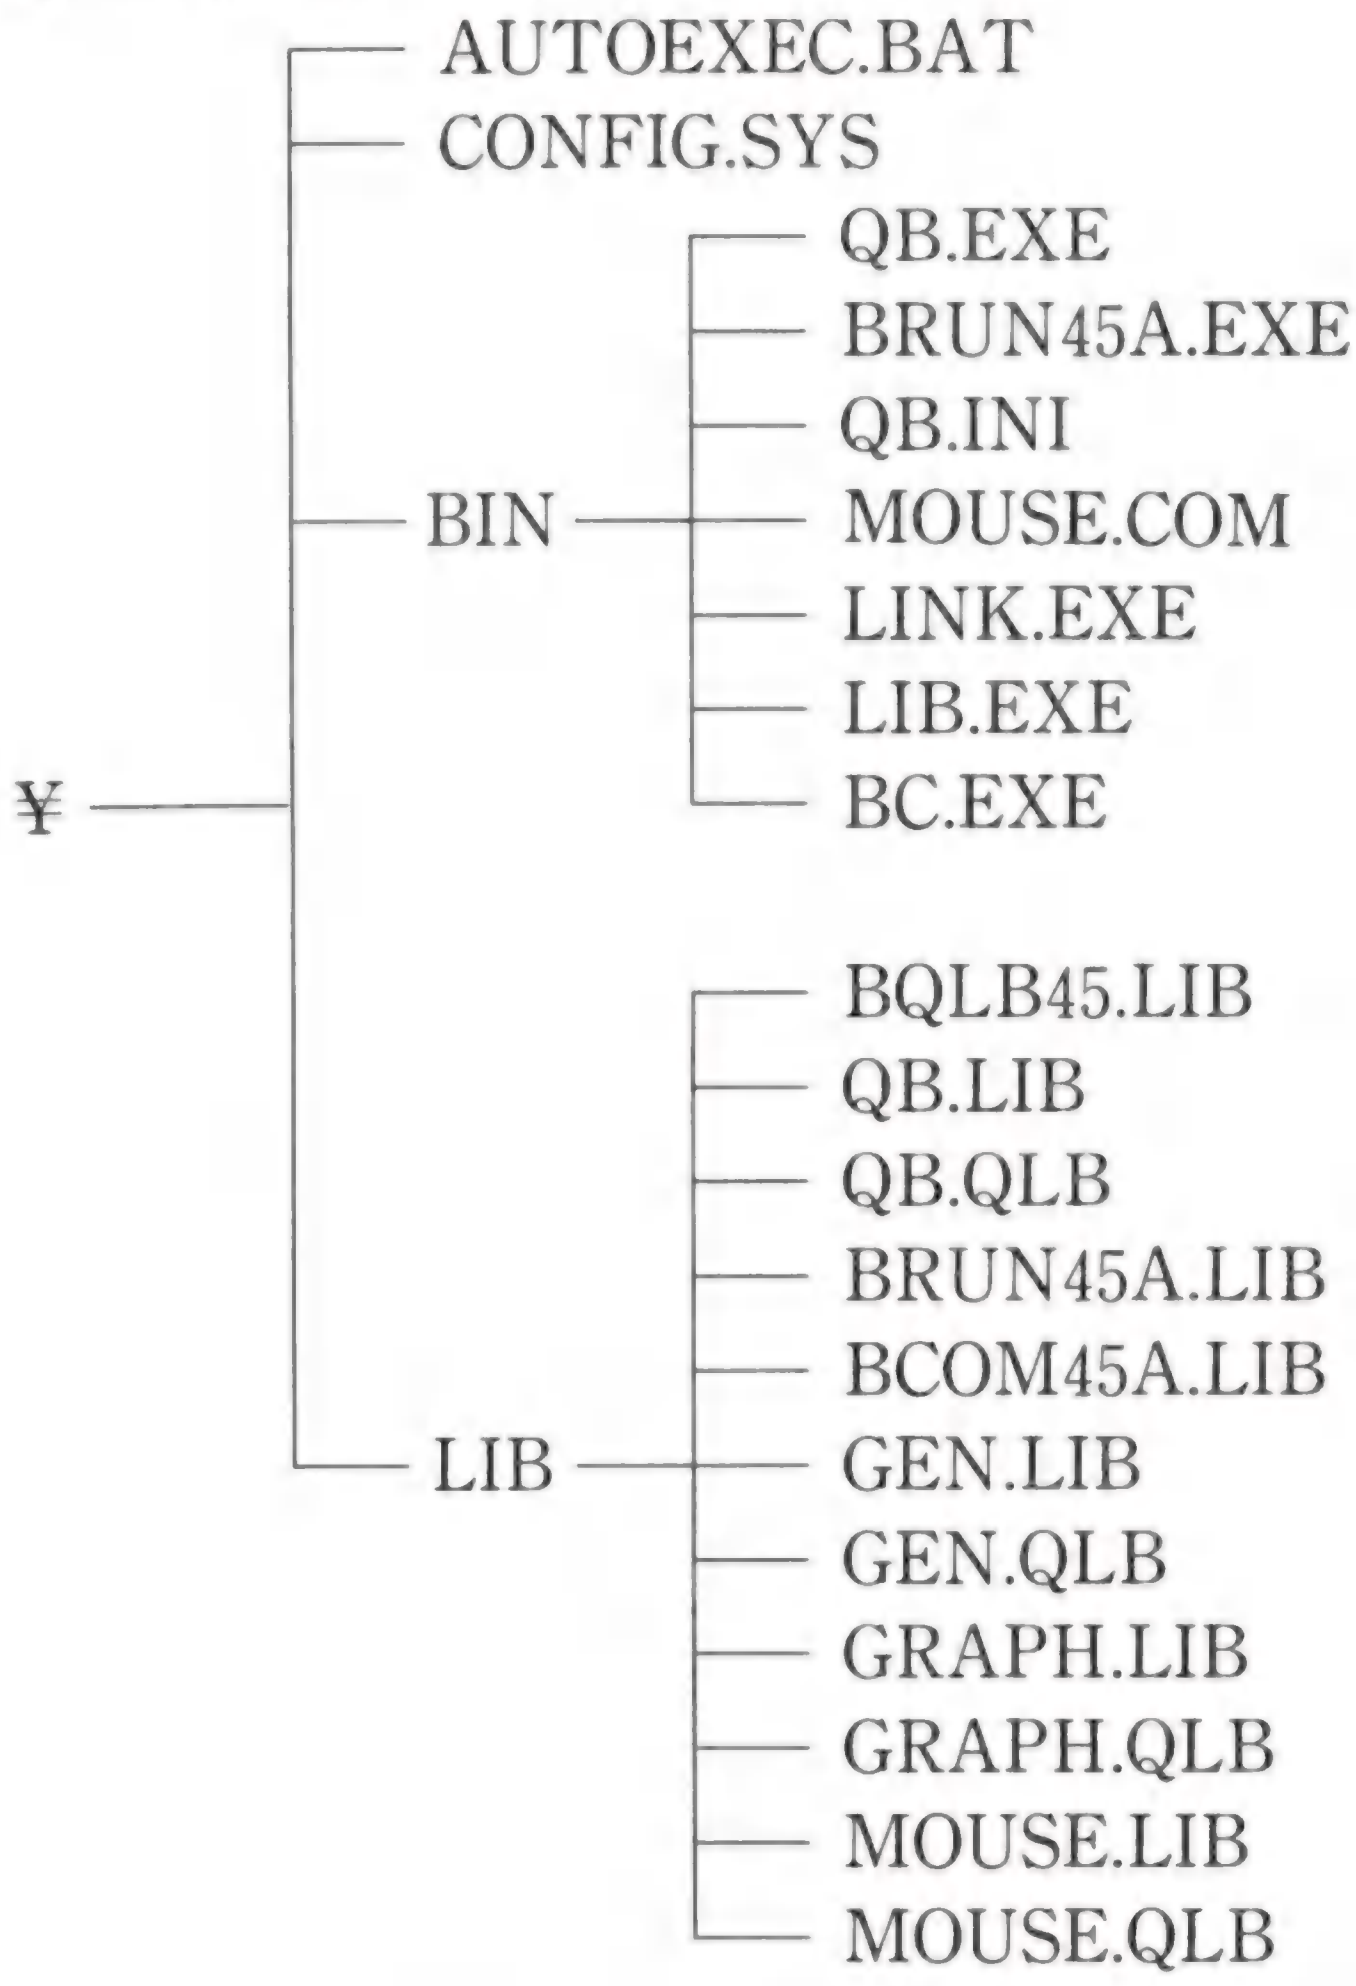 AUTOEXEC.BAT
CONFIG.SYS
QB.EXE
BRUN45A.EXE
QB.INI
BIN
MOUSE.COM
LINK.EXE
LIB.EXE
¥
BC.EXE
BQLB45.LIB
QB.LIB
QB.QLB
BRUN45A.LIB
BCOM45A.LIB
LIB
GEN.LIB
GEN.QLB
GRAPH.LIB
GRAPH.QLB
MOUSE.LIB
MOUSE.QLB